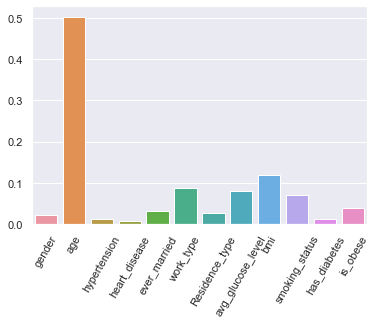 0.5
0.4
0.3
0.2
0.1
0.0
gender
age
hypertension
heart_disease
ever_married
work_type
Residence_type
avg_glucose_level
bmi
smoking_status
has_diabetes
is_obese